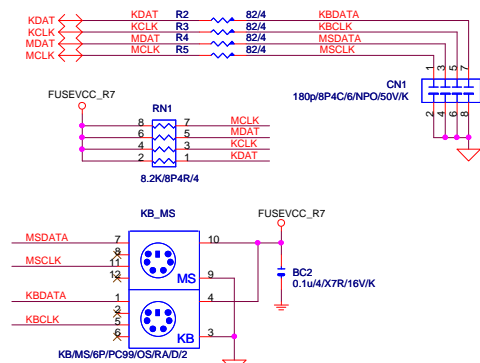 KDAT KDAT R2 82/4 KBDATA
KCLK KCLK R3 82/4 KBCLK
MDAT MDAT R4 82/4 MSDATA
MCLK MCLK R5 82/4 MSCLK
1 3 5 7
CN1
180p/8P4C/6/NPO/50V/K
2 4 6 8
FUSEVCC_R7
RN1
8 7 MCLK
6 5 MDAT
4 3 KCLK
2 1 KDAT
8.2K/8P4R/4
KB_MS
FUSEVCC_R7
MSDATA 7 10
8
MSCLK 11 9
12 MS
BC2
0.1u/4/X7R/16V/K
KBDATA 1 4
2
KBCLK 5 3
6 KB
KB/MS/6P/PC99/OS/RA/D/2